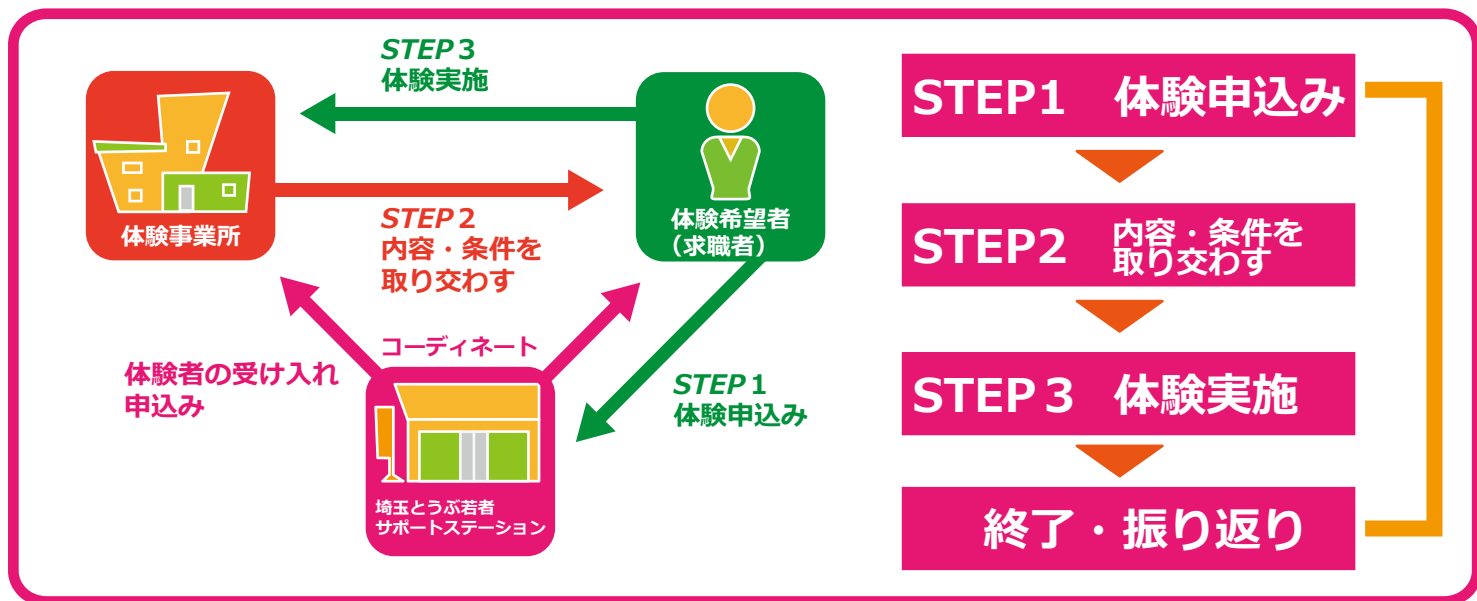 STEP3
体験実施
体験事業所
STEP2
内容・条件を
取り交わす
体験希望者
（求職者）
コーディネート
体験者の受け入れ
申込み
STEP1
体験申込み
埼玉とうぶ若者
サポートステーション
STEP1 体験申込み
STEP2 内容・条件を
取り交わす
STEP3 体験実施
終了・振り返り